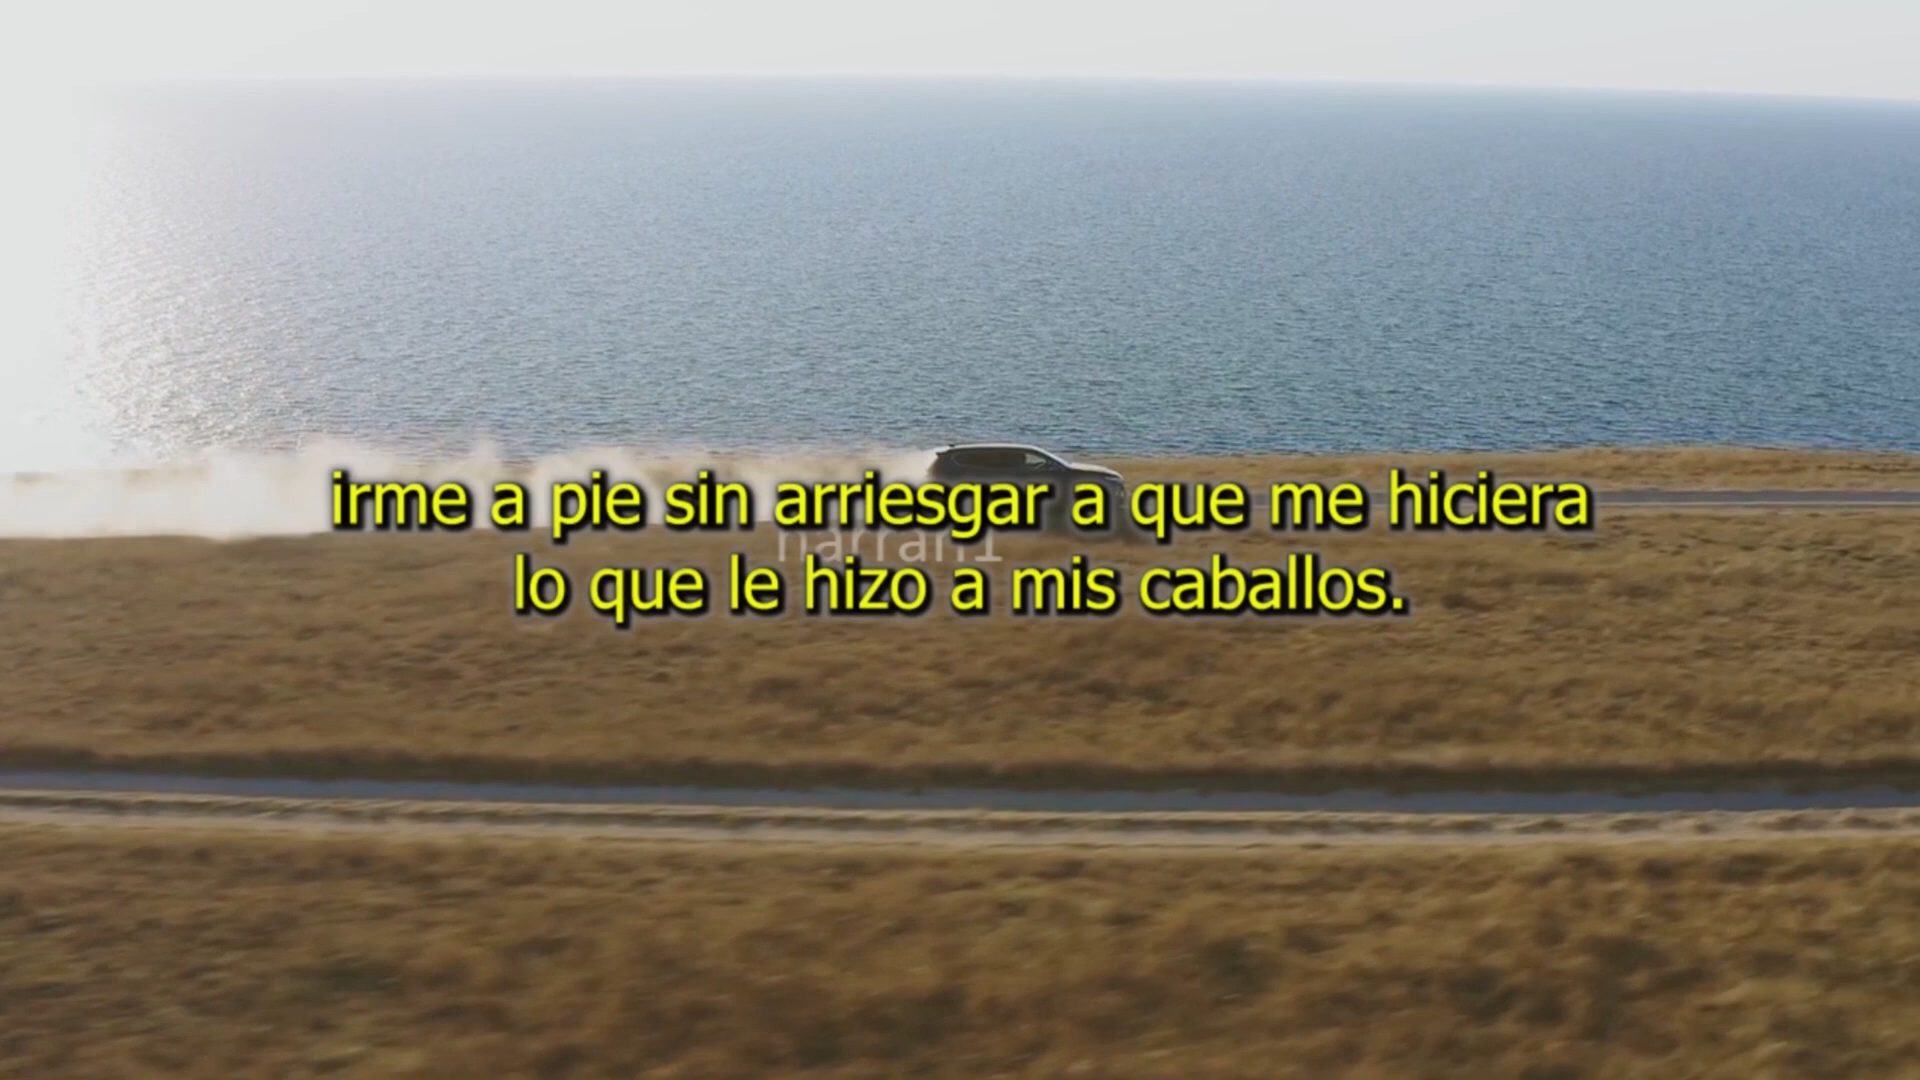 irme a pie sin arriesgar a que me hiciera
lo que le hizo a mis caballos.